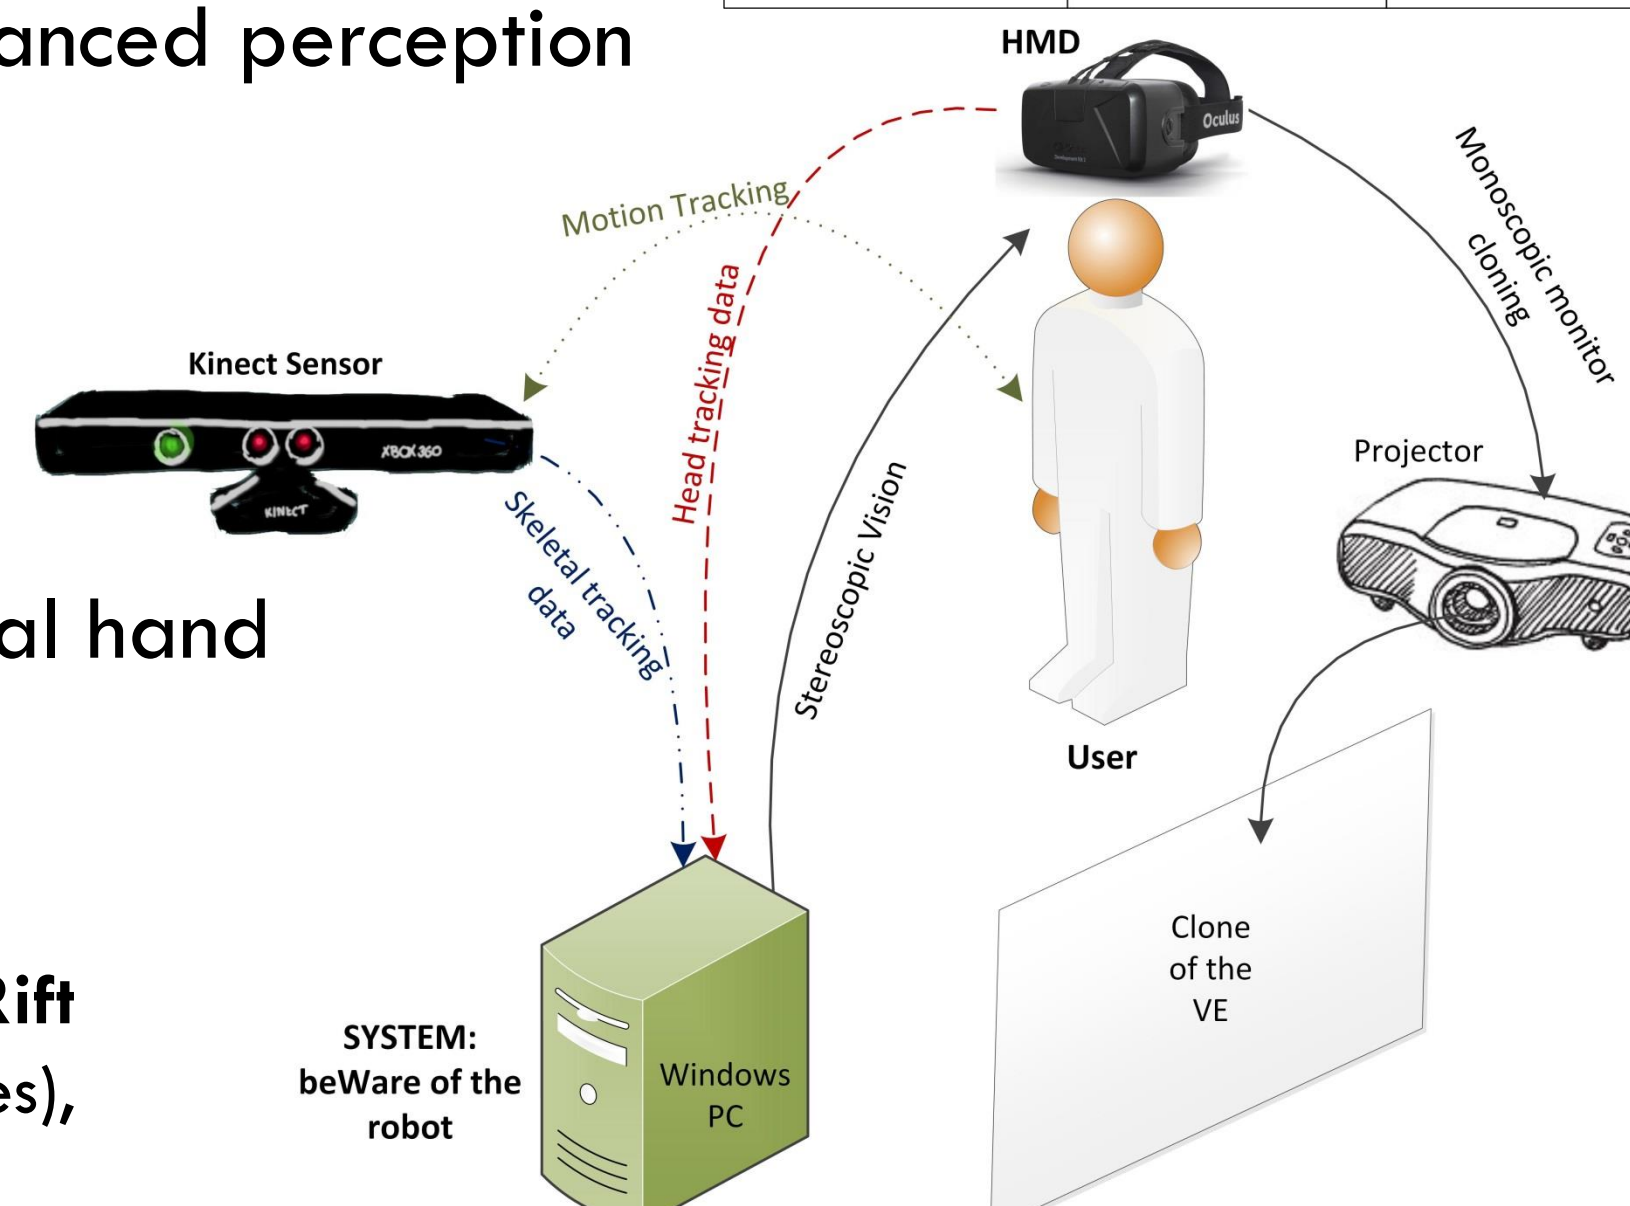 anced perception
HMD
Oculus
Motion Tracking
Monoscopic monitor
cloning
Head tracking data
Kinect Sensor
XBOX 360
KINECT
Projector
Skeletal tracking
data
Stereoscopic Vision
al hand
User
Clone
of the
VE
Rift
es),
SYSTEM:
beWare of the
robot
Windows
PC